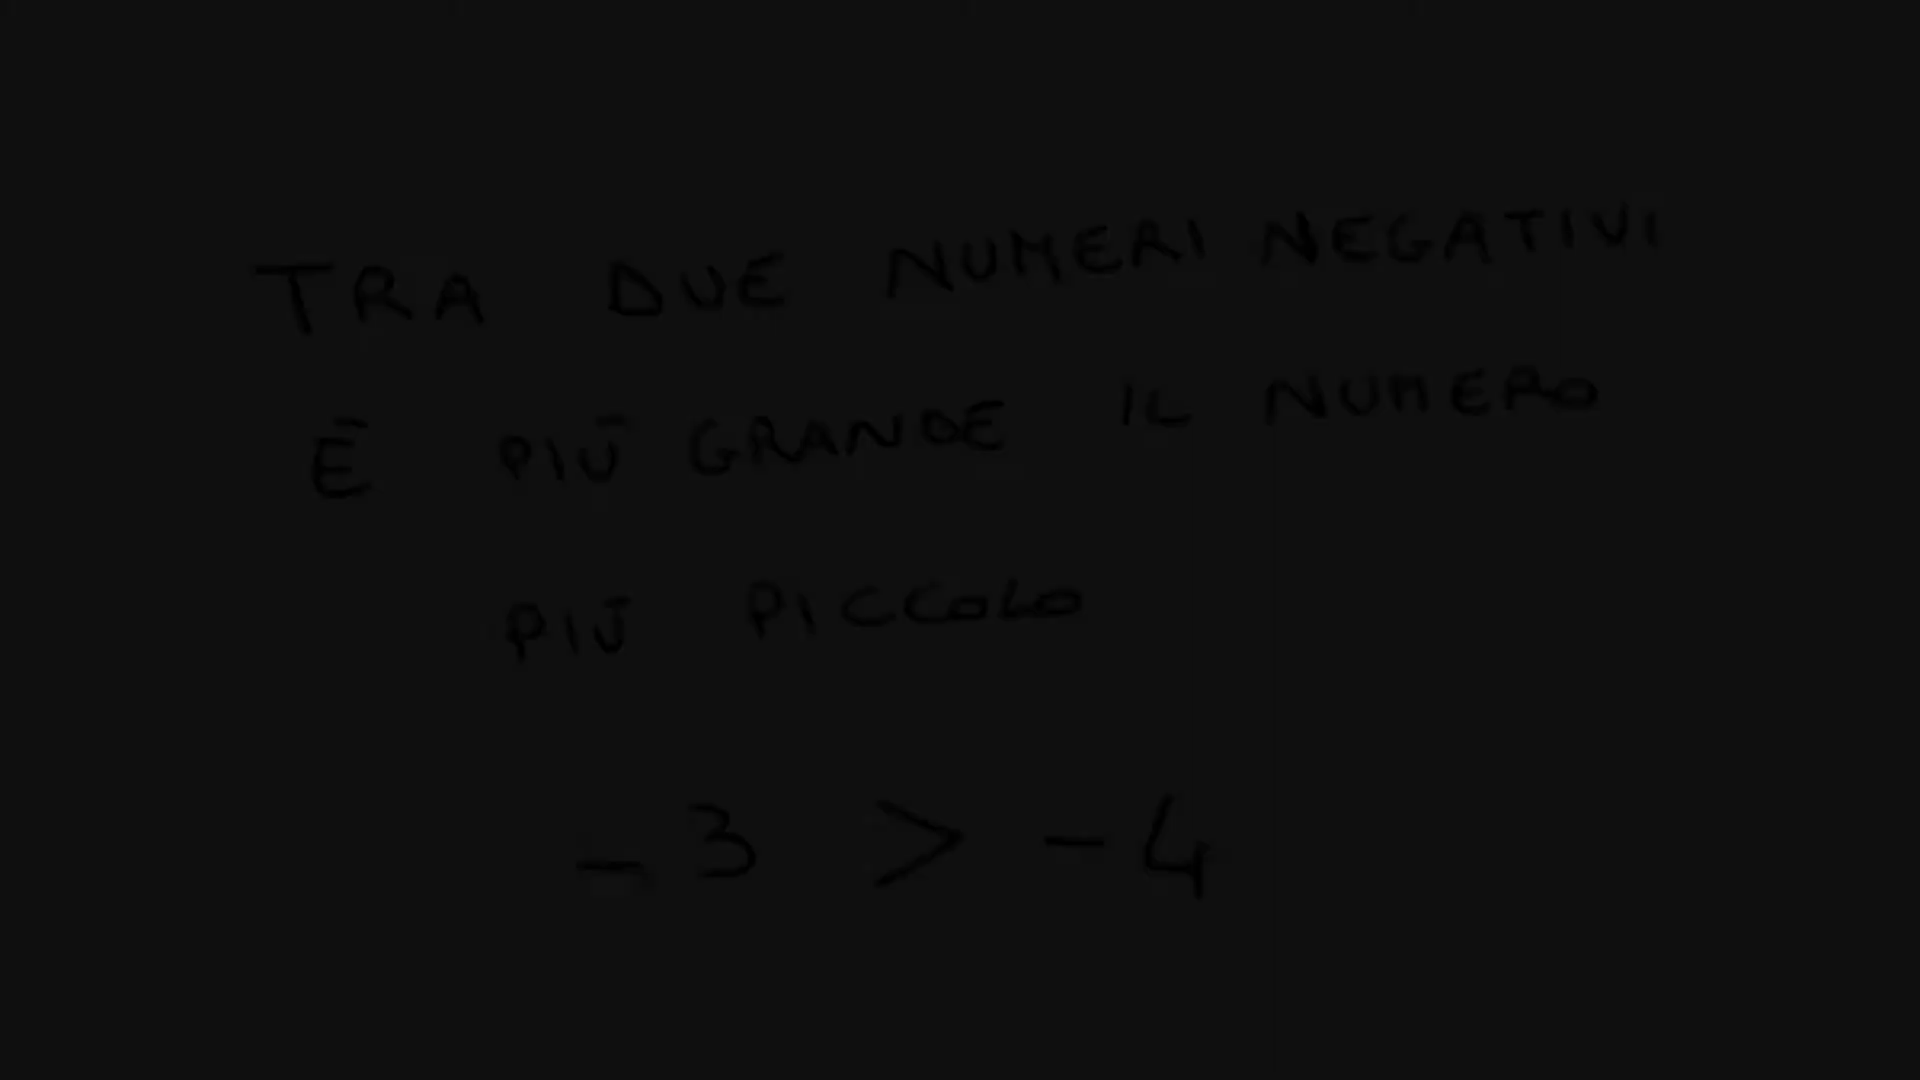 TRA DUE NUMERI NEGATIVI
È PIÙ GRANDE IL NUMERO
PIÙ PICCOLO
-3 > -4